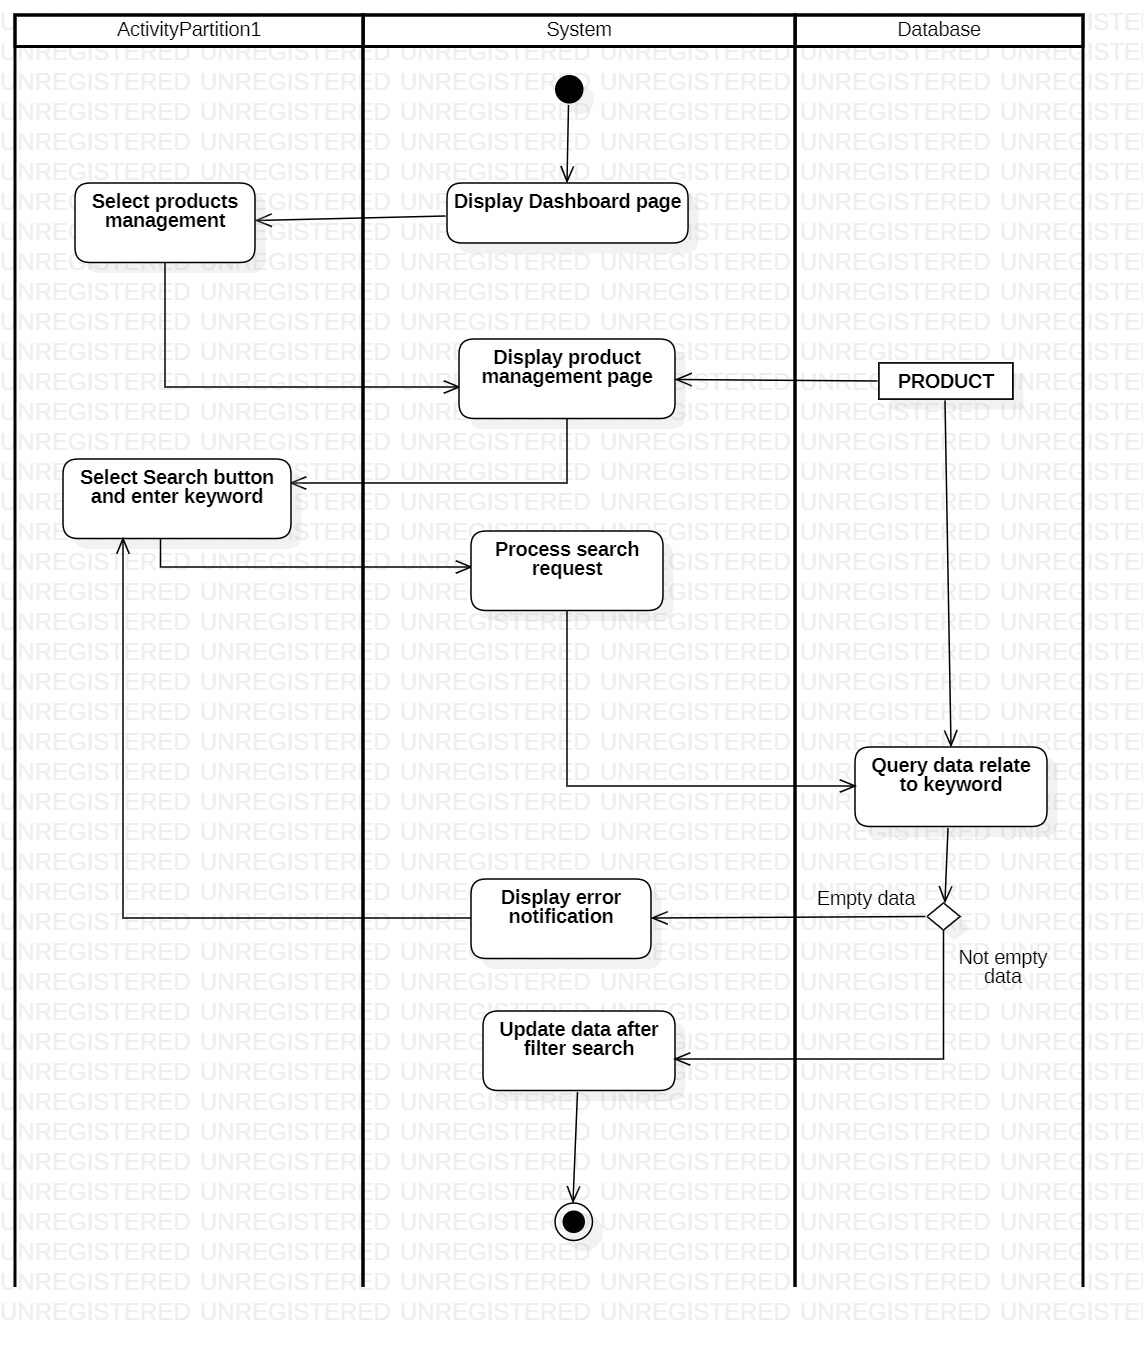 ActivityPartition1
System
Database
Select products
management
Display Dashboard page
Display product
management page
PRODUCT
Select Search button
and enter keyword
Process search
request
Query data relate
to keyword
Display error
notification
Empty data
Not empty
data
Update data after
filter search
UNREGISTERED